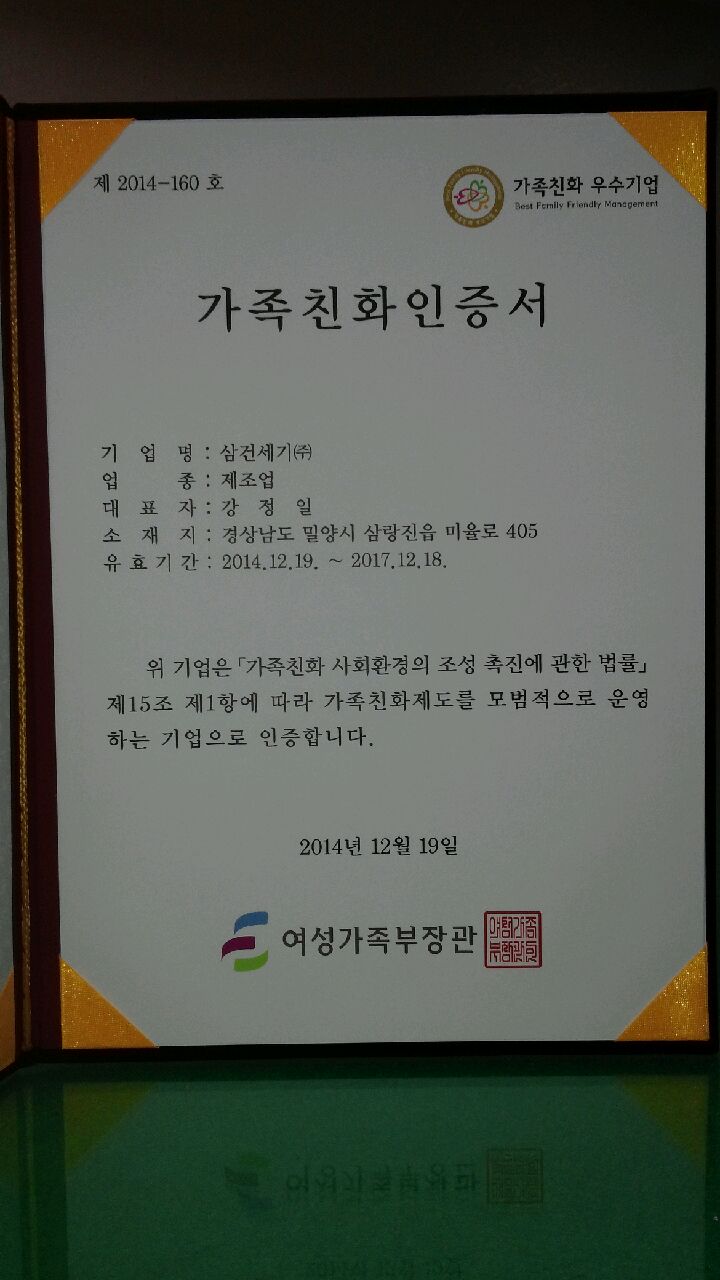 제 2014-160 호
가족친화 우수기업
Best Family Friendly Management
가족친화인증서
기 업 명 : 삼건세기㈜
업 종 : 제조업
대 표 자 : 강 정 일
소 재 지 : 경상남도 밀양시 삼랑진읍 미율로 405
유 효 기 간 : 2014.12.19. ~ 2017.12.18.
위 기업은 「가족친화 사회환경의 조성 촉진에 관한 법률」
제15조 제1항에 따라 가족친화제도를 모범적으로 운영
하는 기업으로 인증합니다.
2014년 12월 19일
여성가족부장관